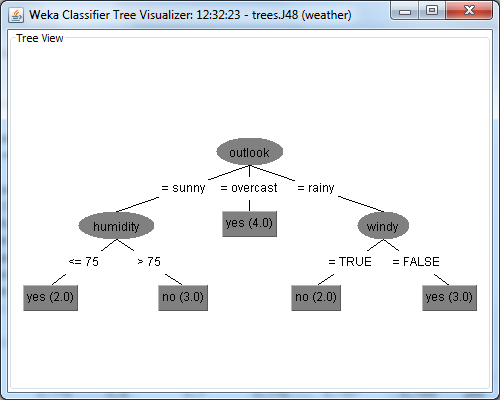 Weka Classifier Tree Visualizer: 12:32:23 - trees.J48 (weather)
Tree View
outlook
= sunny = overcast = rainy
humidity yes (4.0) windy
<= 75 > 75 = TRUE = FALSE
yes (2.0) no (3.0) no (2.0) yes (3.0)